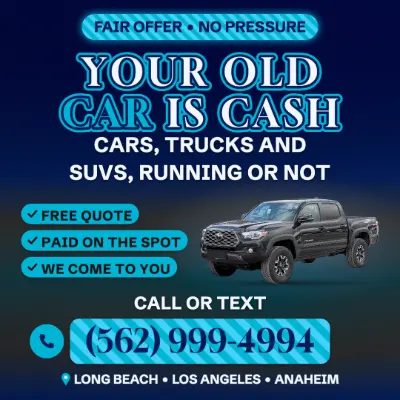 FAIR OFFER • NO PRESSURE
YOUR OLD
CAR IS CASH
CARS, TRUCKS AND
SUVS, RUNNING OR NOT
FREE QUOTE
PAID ON THE SPOT
WE COME TO YOU
CALL OR TEXT
(562) 999-4994
LONG BEACH • LOS ANGELES • ANAHEIM